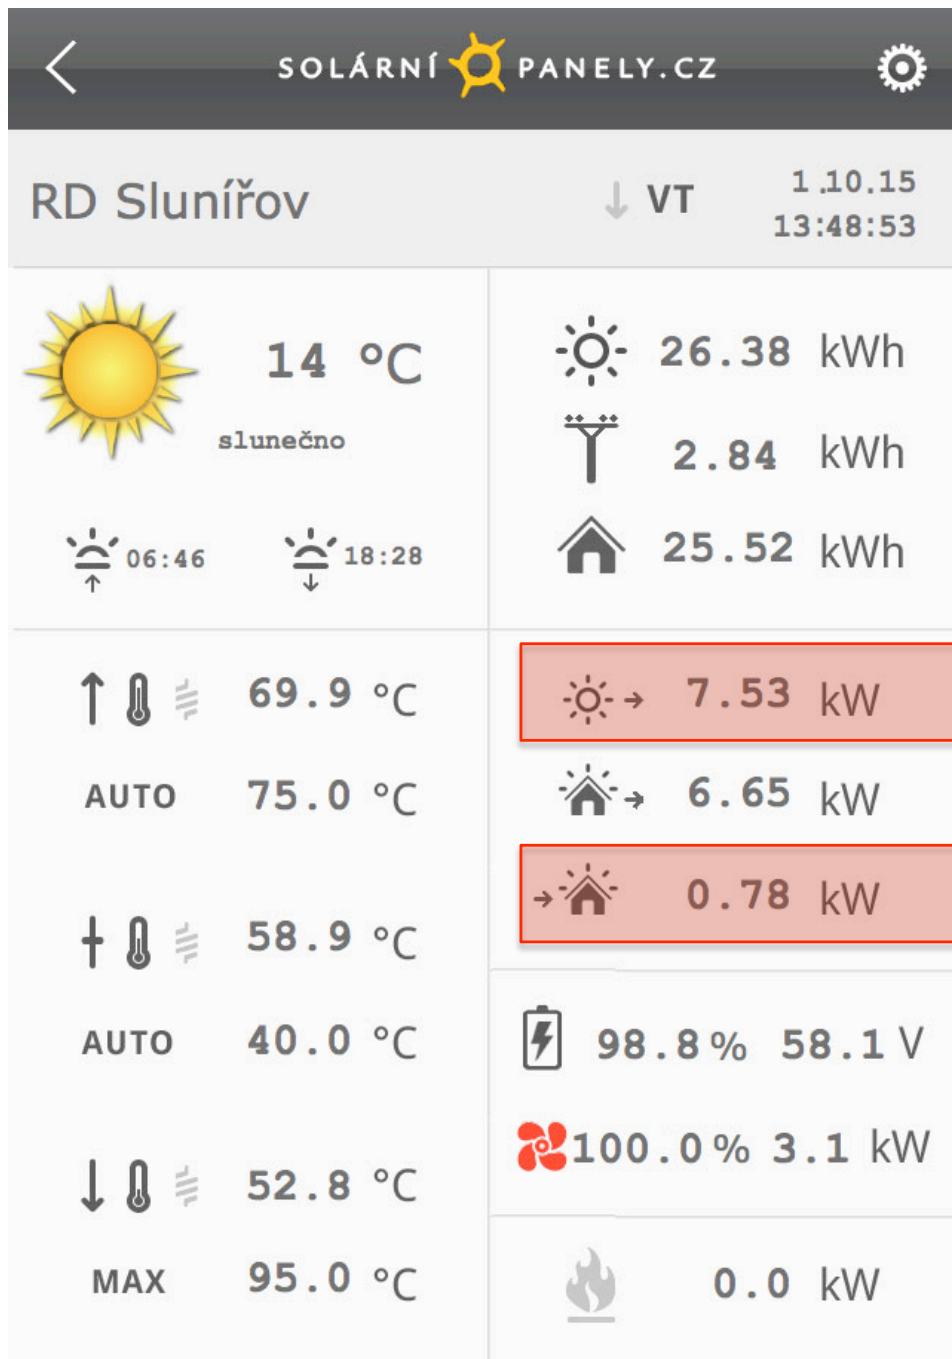 SOLÁRNÍ PANELY.CZ
RD Slunířov
VT
1.10.15
13:48:53
14 °C
slunečno
06:46
18:28
26.38 kWh
2.84 kWh
25.52 kWh
69.9 °C
AUTO 75.0 °C
58.9 °C
AUTO 40.0 °C
52.8 °C
MAX 95.0 °C
7.53 kW
6.65 kW
0.78 kW
98.8% 58.1 V
100.0% 3.1 kW
0.0 kW